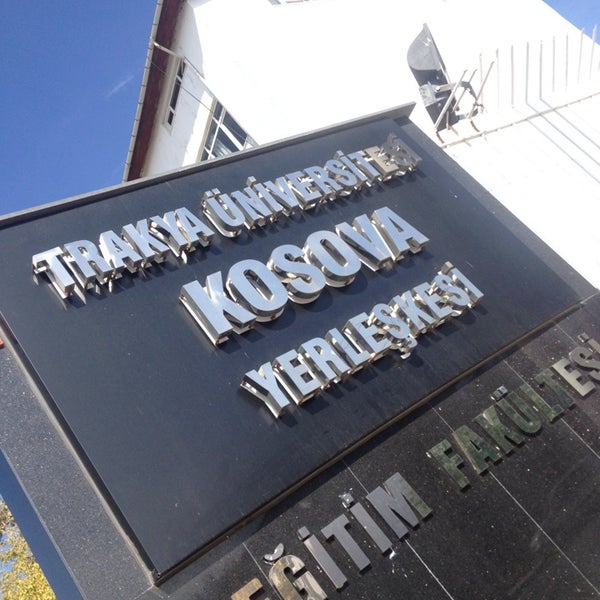 TRAKYA ÜNİVERSİTESİ
KOSOVA
YERLEŞKESİ
EĞİTİM FAKÜLTESİ